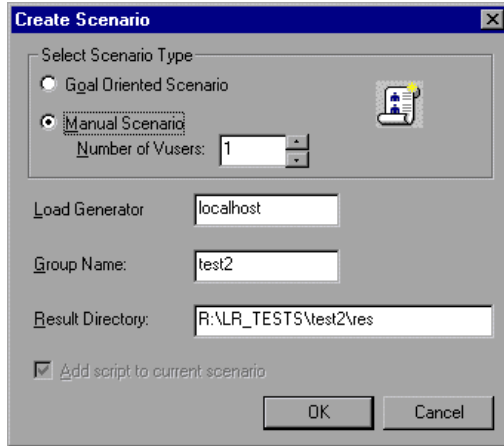 Create Scenario
Select Scenario Type
Goal Oriented Scenario
Manual Scenario
Number of Vusers: 1
Load Generator localhost
Group Name: test2
Result Directory: R:\LR_TESTS\test2\res
Add script to current scenario
OK Cancel